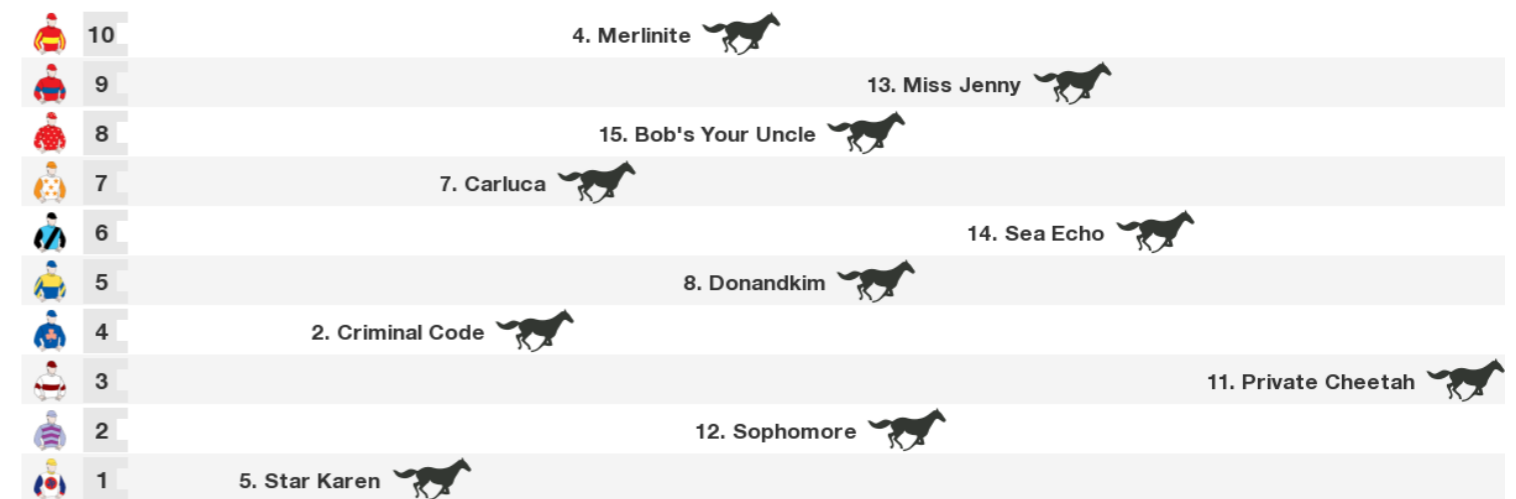 10 4. Merlinite
9 13. Miss Jenny
8 15. Bob's Your Uncle
7 7. Carluca
6 14. Sea Echo
5 8. Donandkim
4 2. Criminal Code
3 11. Private Cheetah
2 12. Sophomore
1 5. Star Karen